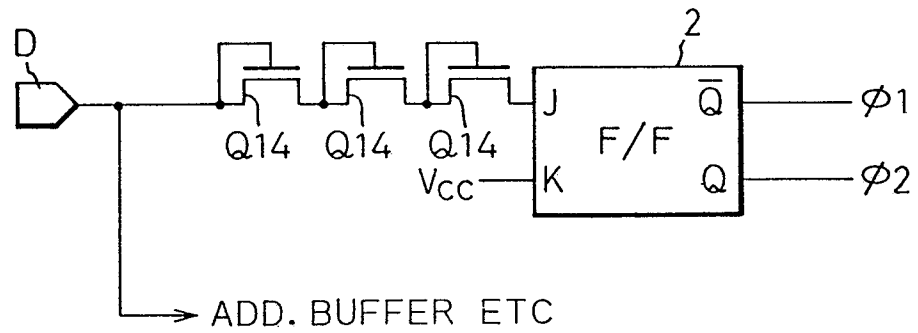 D
2
J
Q̅
ϕ1
Q14
Q14
Q14
F/F
VCC
K
Q
ϕ2
ADD. BUFFER ETC